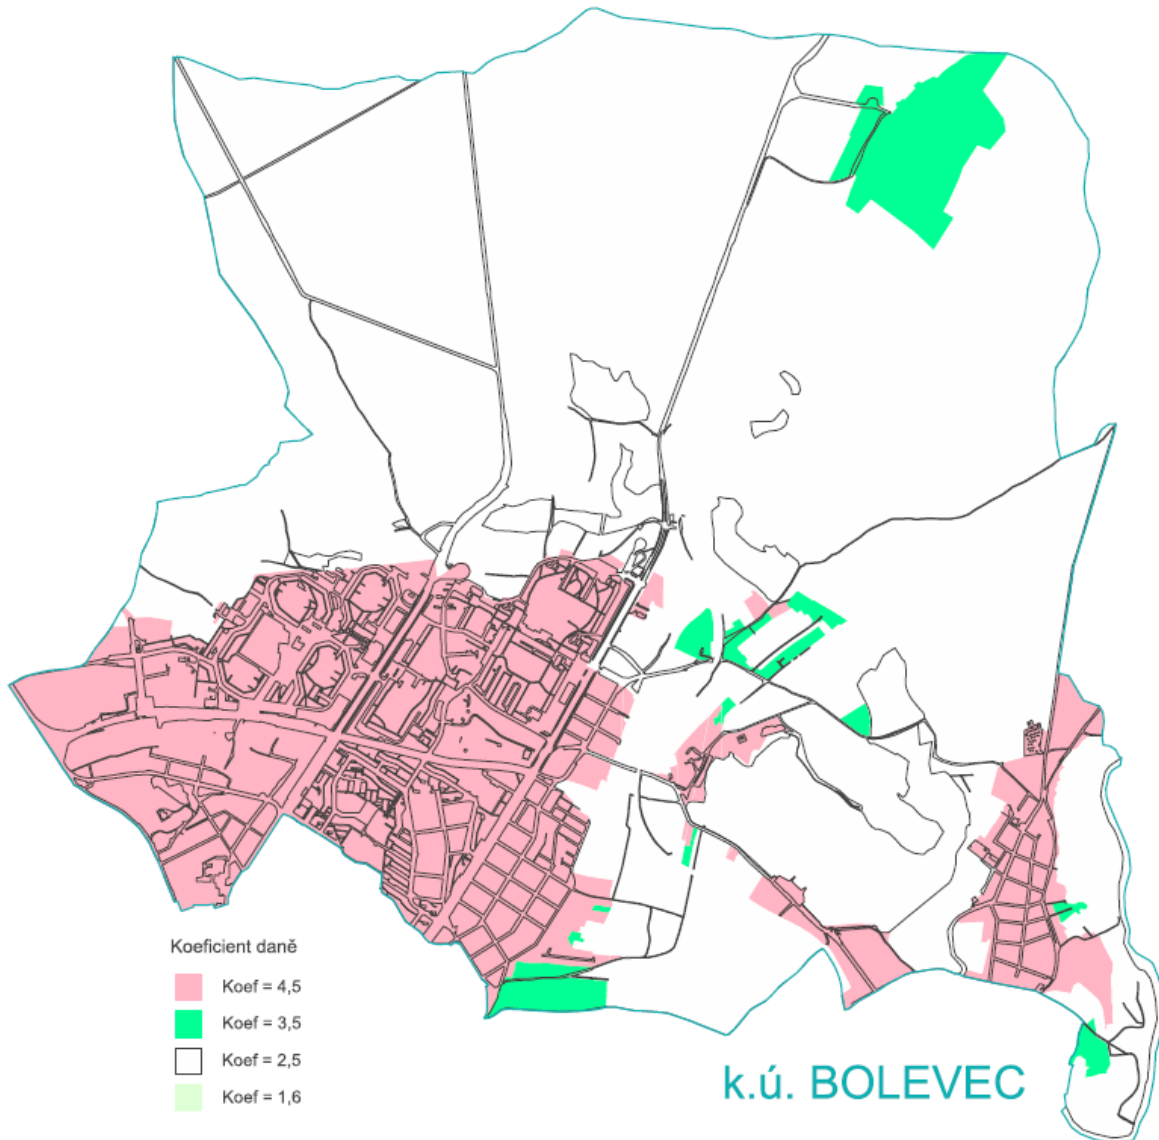 Koeficient daně
Koef = 4,5
Koef = 3,5
Koef = 2,5
Koef = 1,6
k.ú. BOLEVEC